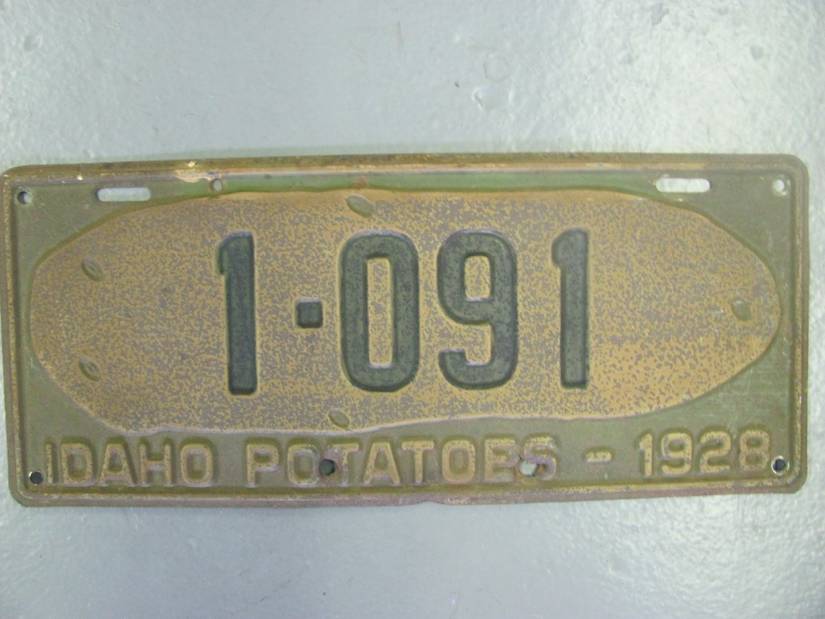 1·091
IDAHO POTATOES - 1928